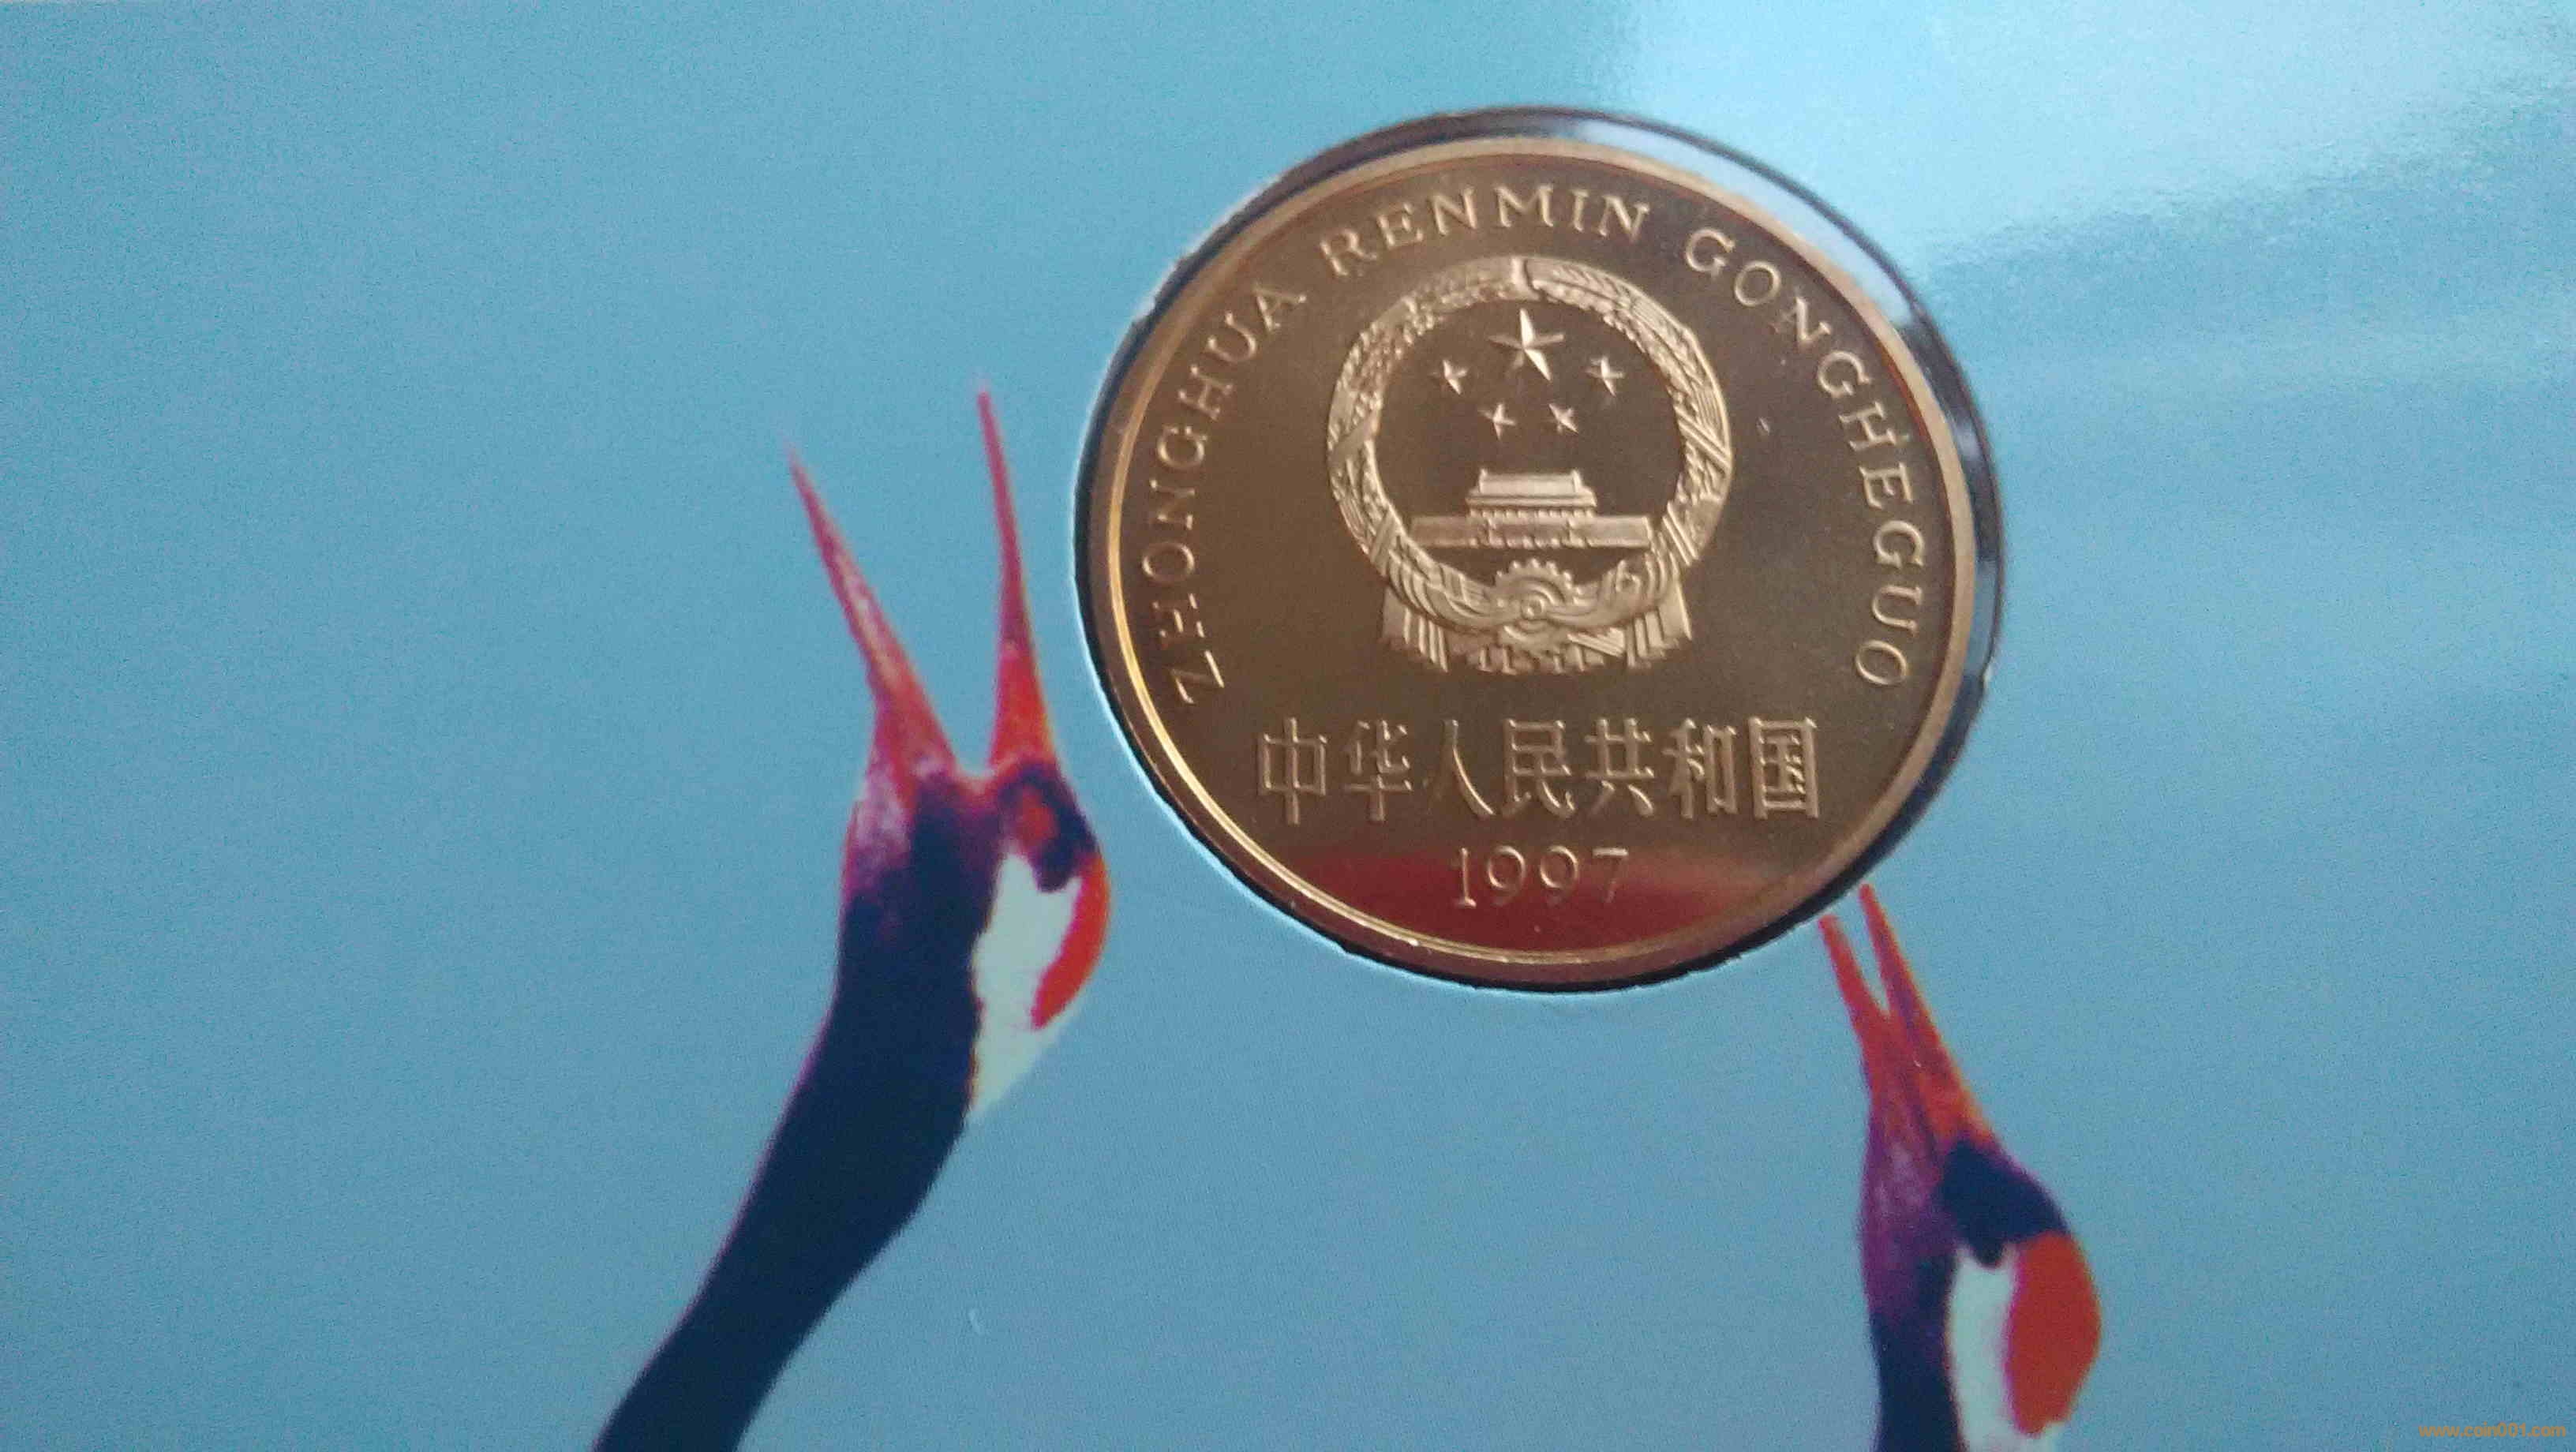 ZHONGHUA RENMIN GONGHEGUO
中华人民共和国
1997
www.coin001.com